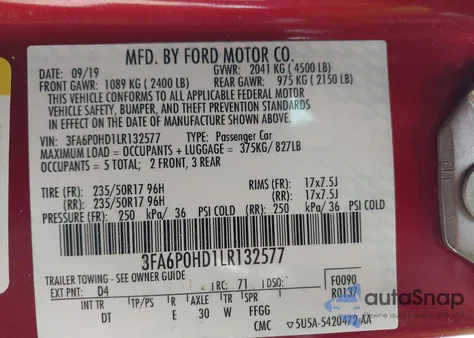 MFD. BY FORD MOTOR CO.
DATE: 09/19 GVWR: 2041 KG (4500 LB)
FRONT GAWR: 1089 KG (2400 LB) REAR GAWR: 975 KG (2150 LB)
THIS VEHICLE CONFORMS TO ALL APPLICABLE FEDERAL MOTOR
VEHICLE SAFETY, BUMPER, AND THEFT PREVENTION STANDARDS
IN EFFECT ON THE DATE OF MANUFACTURE SHOWN ABOVE.
VIN: 3FA6P0HD1LR132577 TYPE: Passenger Car
MAXIMUM LOAD = OCCUPANTS + LUGGAGE = 375KG/827LB
OCCUPANTS = 5 TOTAL; 2 FRONT, 3 REAR
TIRE (FR): 235/50R17 96H RIMS (FR): 17x7.5J
(RR): 235/50R17 96H (RR): 17x7.5J
PRESSURE (FR): 250 kPa/ 36 PSI COLD (RR): 250 kPa/ 36 PSI COLD
3FA6P0HD1LR132577
TRAILER TOWING - SEE OWNER GUIDE
F0090
EXT PNT: D4 RC: 71 DSO: R0137
INT TR TP/PS R AXLE TR SPR
DT E 30 W FFGG
CMC 5U5A-5420472-AA
autoSnap